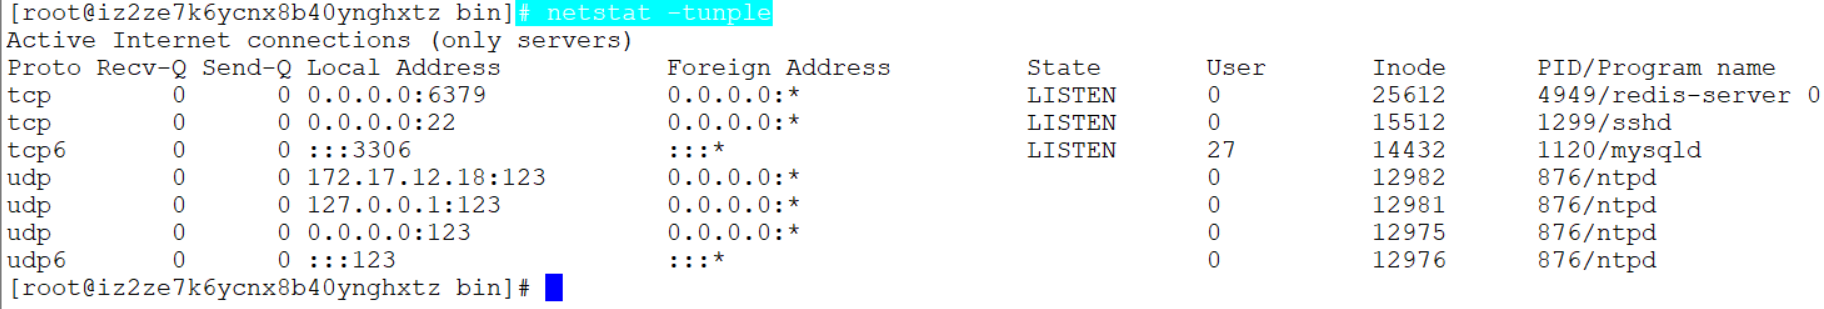 [root@iz2ze7k6ycnx8b40ynghxtz bin]# netstat -tunple
Active Internet connections (only servers)
Proto Recv-Q Send-Q Local Address           Foreign Address         State       User       Inode      PID/Program name
tcp        0      0 0.0.0.0:6379            0.0.0.0:*               LISTEN      0          25612      4949/redis-server 0
tcp        0      0 0.0.0.0:22              0.0.0.0:*               LISTEN      0          15512      1299/sshd
tcp6       0      0 :::3306                 :::*                    LISTEN      27         14432      1120/mysqld
udp        0      0 172.17.12.18:123        0.0.0.0:*                           0          12982      876/ntpd
udp        0      0 127.0.0.1:123           0.0.0.0:*                           0          12981      876/ntpd
udp        0      0 0.0.0.0:123             0.0.0.0:*                           0          12975      876/ntpd
udp6       0      0 :::123                  :::*                                0          12976      876/ntpd
[root@iz2ze7k6ycnx8b40ynghxtz bin]#